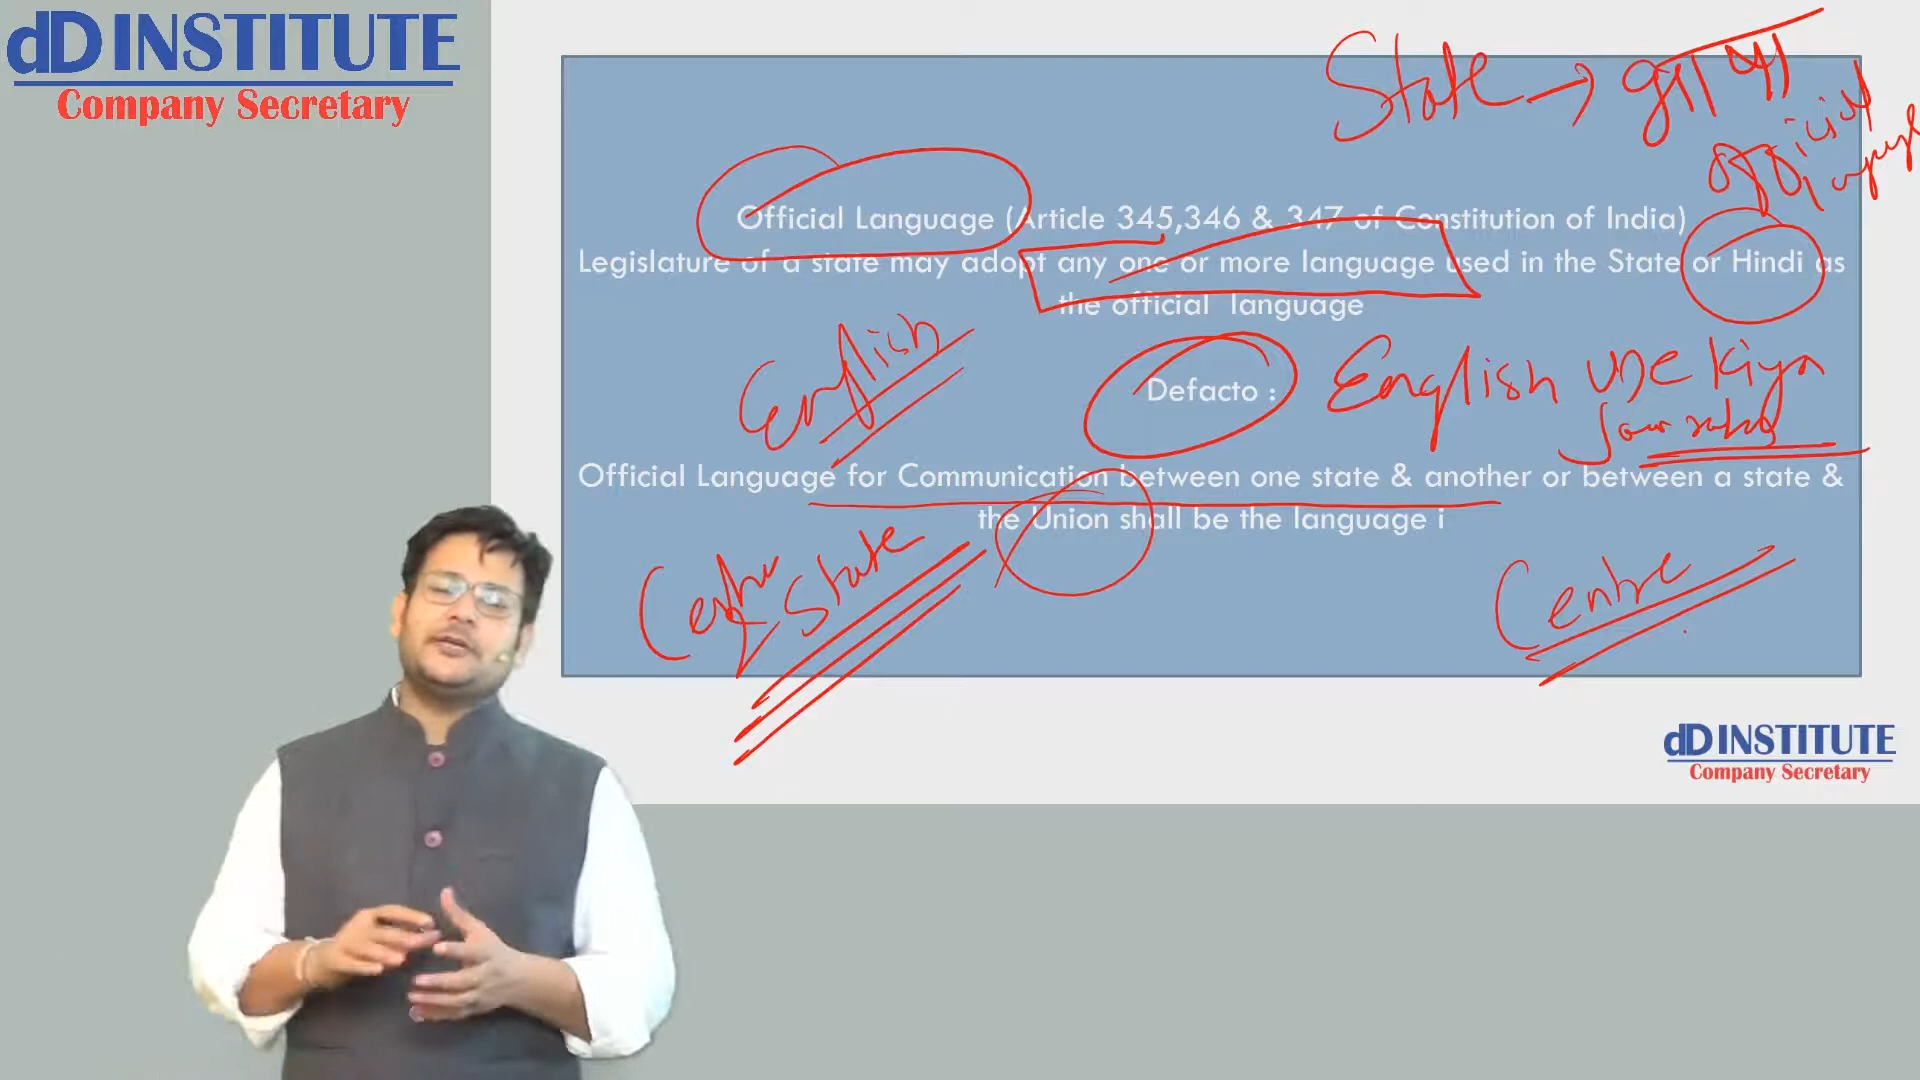 dD INSTITUTE
Company Secretary
State → भाषा
official
Official Language (Article 345,346 & 347 of Constitution of India)
Legislature of a state may adopt any one or more language used in the State or Hindi as
the official language
English
Defacto : English use kiya
Official Language for Communication between one state & another or between a state &
the Union shall be the language i
State
Centre
dD INSTITUTE
Company Secretary